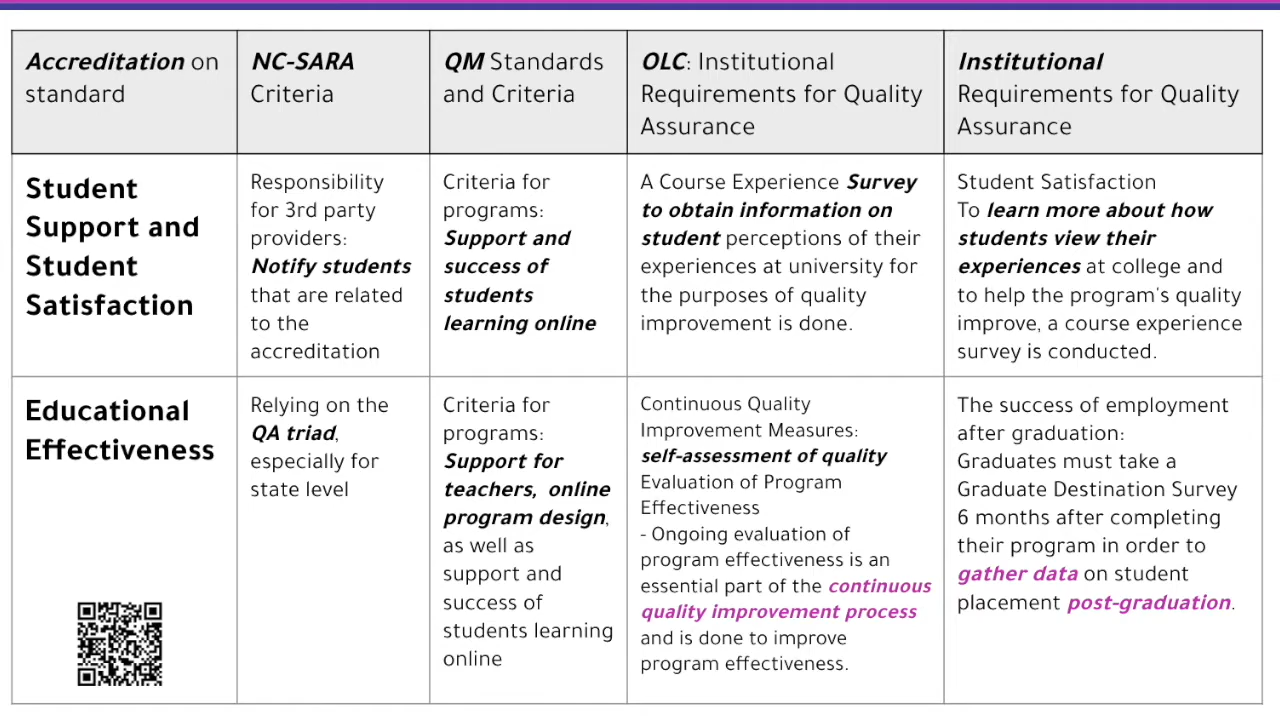 Accreditation on
standard
NC-SARA
Criteria
QM Standards
and Criteria
OLC: Institutional
Requirements for Quality
Assurance
Institutional
Requirements for Quality
Assurance
Student
Support and
Student
Satisfaction
Responsibility
for 3rd party
providers:
Notify students
that are related
to the
accreditation
Criteria for
programs:
Support and
success of
students
learning online
A Course Experience Survey
to obtain information on
student perceptions of their
experiences at university for
the purposes of quality
improvement is done.
Student Satisfaction
To learn more about how
students view their
experiences at college and
to help the program's quality
improve, a course experience
survey is conducted.
Educational
Effectiveness
Relying on the
QA triad,
especially for
state level
Criteria for
programs:
Support for
teachers, online
program design,
as well as
support and
success of
students learning
online
Continuous Quality
Improvement Measures:
self-assessment of quality
Evaluation of Program
Effectiveness
- Ongoing evaluation of
program effectiveness is an
essential part of the continuous
quality improvement process
and is done to improve
program effectiveness.
The success of employment
after graduation:
Graduates must take a
Graduate Destination Survey
6 months after completing
their program in order to
gather data on student
placement post-graduation.